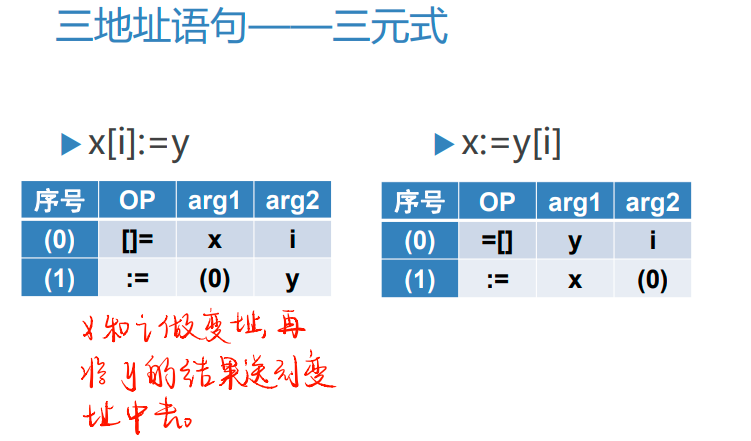 三地址语句——三元式
x[i]:=y
序号 OP arg1 arg2
(0) []= x i
(1) := (0) y
x:=y[i]
序号 OP arg1 arg2
(0) =[] y i
(1) := x (0)
x和i做变址,再
将y的结果送到变
址中去。